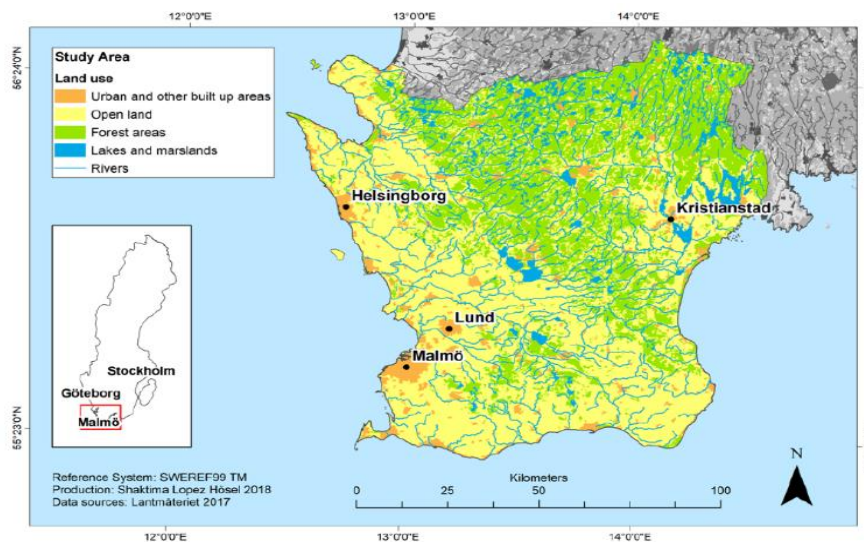 12°0'0"E
13°0'0"E
14°0'0"E
56°24'0"N
Study Area
Land use
Urban and other built up areas
Open land
Forest areas
Lakes and marslands
Rivers
Helsingborg
Kristianstad
Lund
Malmö
Stockholm
Göteborg
Malmö
55°23'0"N
Reference System: SWEREF99 TM
Production: Shaktima Lopez Hösel 2018
Data sources: Lantmäteriet 2017
Kilometers
0 25 50 100
N
12°0'0"E
13°0'0"E
14°0'0"E